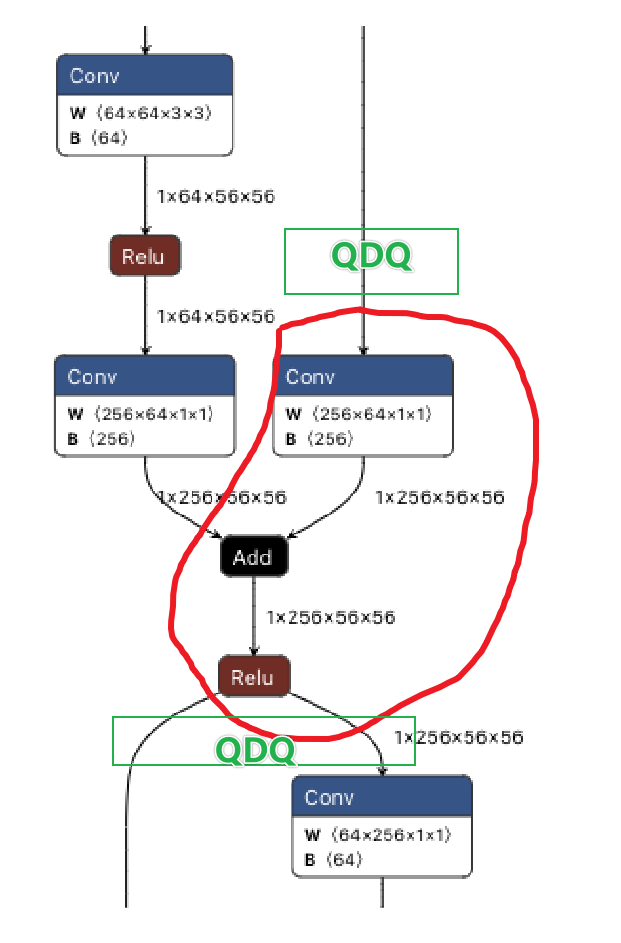 Conv
W ⟨64×64×3×3⟩
B ⟨64⟩
1×64×56×56
Relu
QDQ
1×64×56×56
Conv
W ⟨256×64×1×1⟩
B ⟨256⟩
Conv
W ⟨256×64×1×1⟩
B ⟨256⟩
1×256×56×56
1×256×56×56
Add
1×256×56×56
Relu
QDQ
1×256×56×56
Conv
W ⟨64×256×1×1⟩
B ⟨64⟩